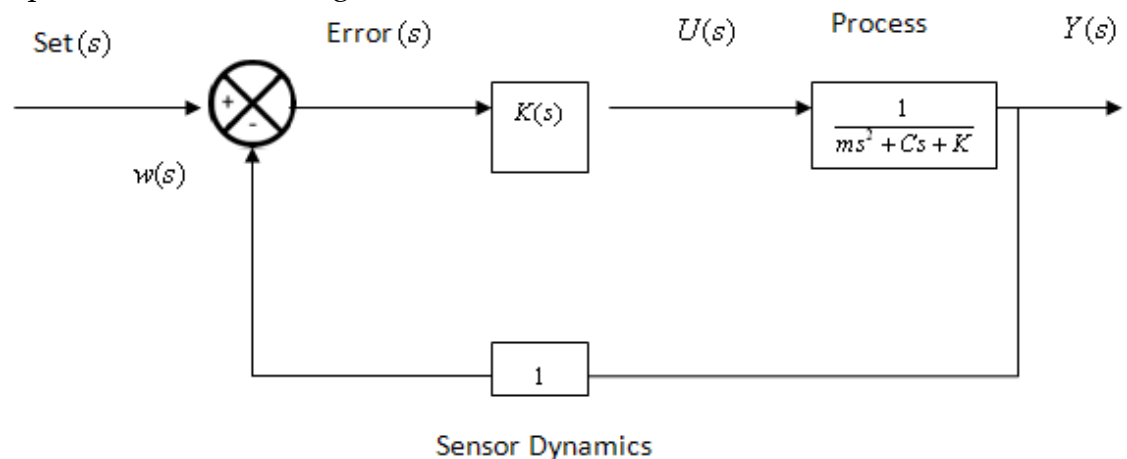 Set(s)
Error(s)
U(s)
Process
Y(s)
+
-
K(s)
1
ms² + Cs + K
w(s)
1
Sensor Dynamics